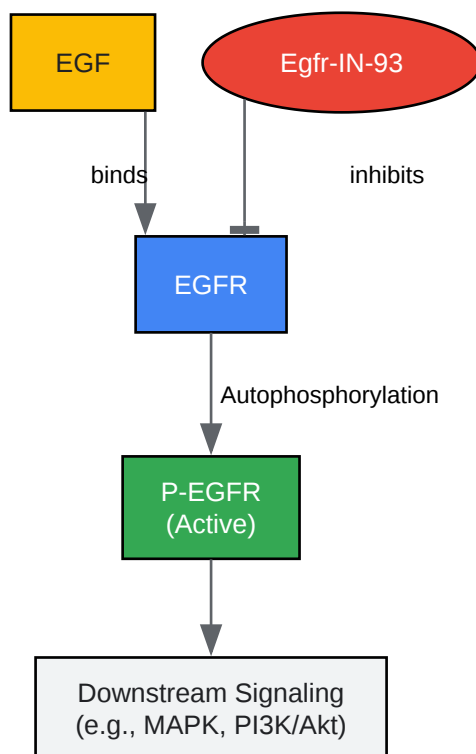 EGF
Egfr-IN-93
binds
inhibits
EGFR
Autophosphorylation
P-EGFR
(Active)
Downstream Signaling
(e.g., MAPK, PI3K/Akt)